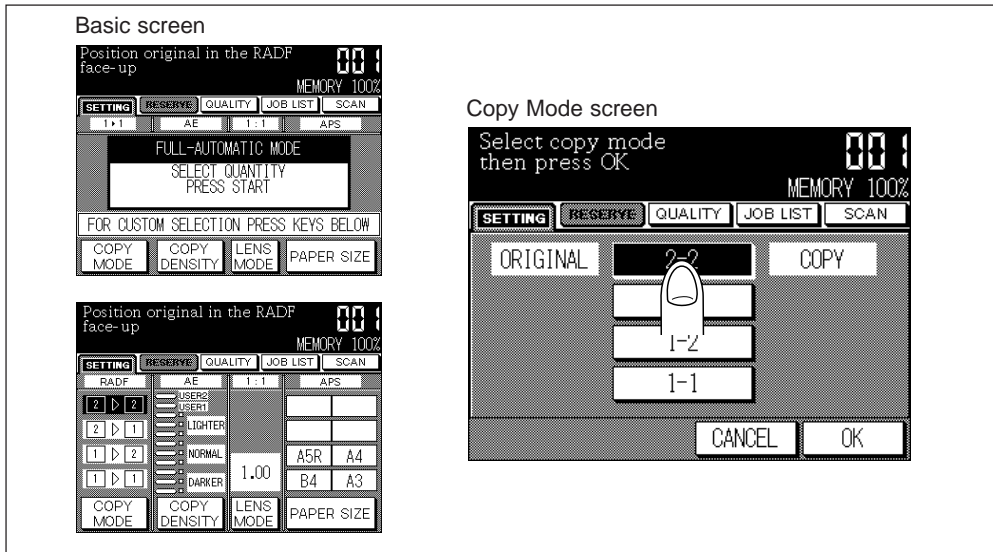 Basic screen
Position original in the RADF
face-up
001
MEMORY 100%
SETTING RESERVE QUALITY JOB LIST SCAN
1▸1 AE 1:1 APS
FULL-AUTOMATIC MODE
SELECT QUANTITY
PRESS START
FOR CUSTOM SELECTION PRESS KEYS BELOW
COPY MODE COPY DENSITY LENS MODE PAPER SIZE
Position original in the RADF
face-up
001
MEMORY 100%
SETTING RESERVE QUALITY JOB LIST SCAN
RADF AE 1:1 APS
USER2
2 ▷ 2 USER1
2 ▷ 1 LIGHTER
1 ▷ 2 NORMAL A5R A4
1 ▷ 1 DARKER 1.00 B4 A3
COPY MODE COPY DENSITY LENS MODE PAPER SIZE
Copy Mode screen
Select copy mode
then press OK
001
MEMORY 100%
SETTING RESERVE QUALITY JOB LIST SCAN
ORIGINAL 2-2 COPY
1-2
1-1
CANCEL OK